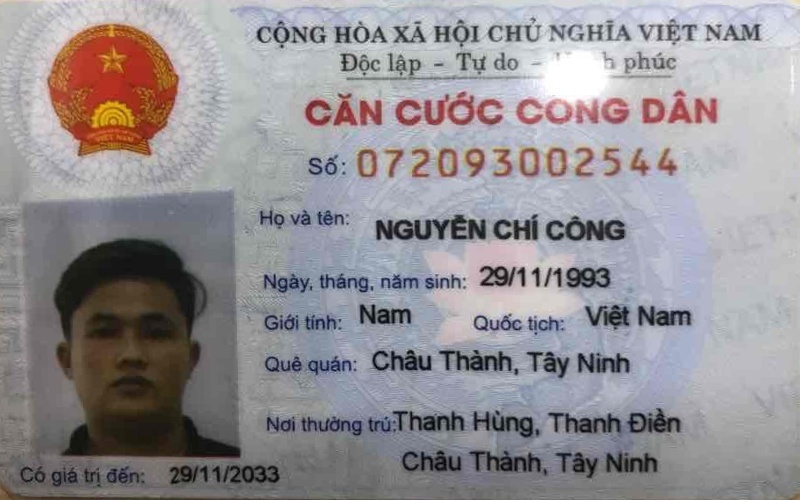 CỘNG HÒA XÃ HỘI CHỦ NGHĨA VIỆT NAM
Độc lập - Tự do - phúc
CĂN CƯỚC CÔNG DÂN
Số: 072093002544
Họ và tên: NGUYỄN CHÍ CÔNG
Ngày, tháng, năm sinh: 29/11/1993
Giới tính: Nam Quốc tịch: Việt Nam
Quê quán: Châu Thành, Tây Ninh
Nơi thường trú: Thanh Hùng, Thanh Điền
Châu Thành, Tây Ninh
Có giá trị đến: 29/11/2033